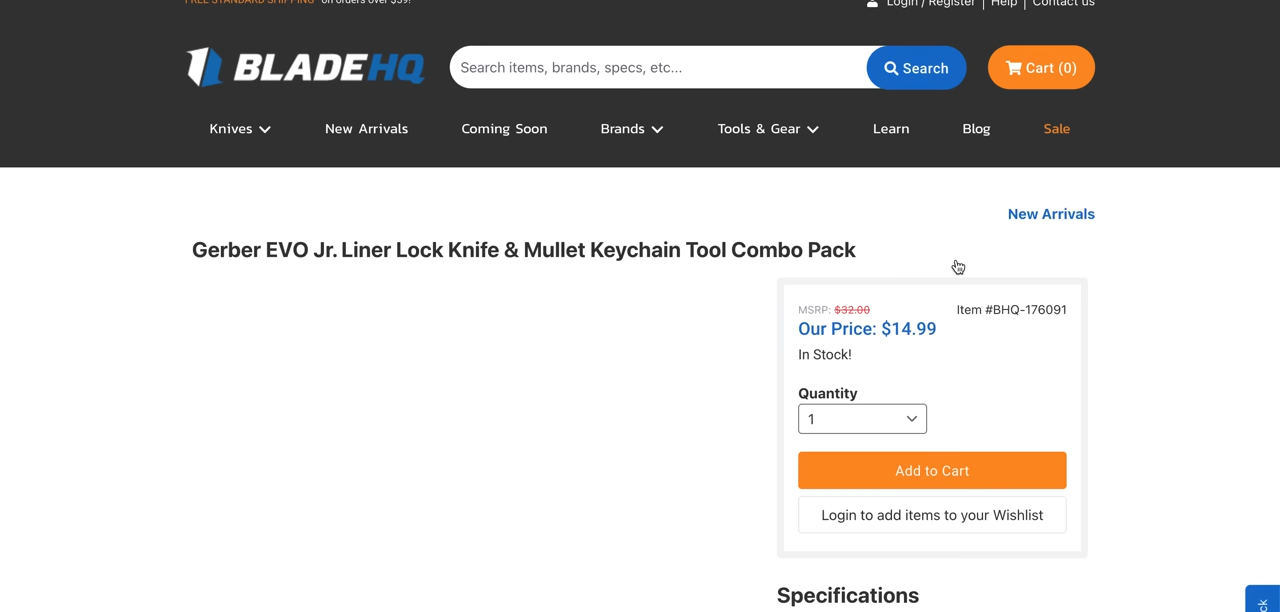 FREE STANDARD SHIPPING* on orders over $99!
Login / Register | Help | Contact us
BLADEHQ
Search items, brands, specs, etc...
Search
Cart (0)
Knives
New Arrivals
Coming Soon
Brands
Tools & Gear
Learn
Blog
Sale
New Arrivals
Gerber EVO Jr. Liner Lock Knife & Mullet Keychain Tool Combo Pack
MSRP: $32.00
Item #BHQ-176091
Our Price: $14.99
In Stock!
Quantity
1
Add to Cart
Login to add items to your Wishlist
Specifications